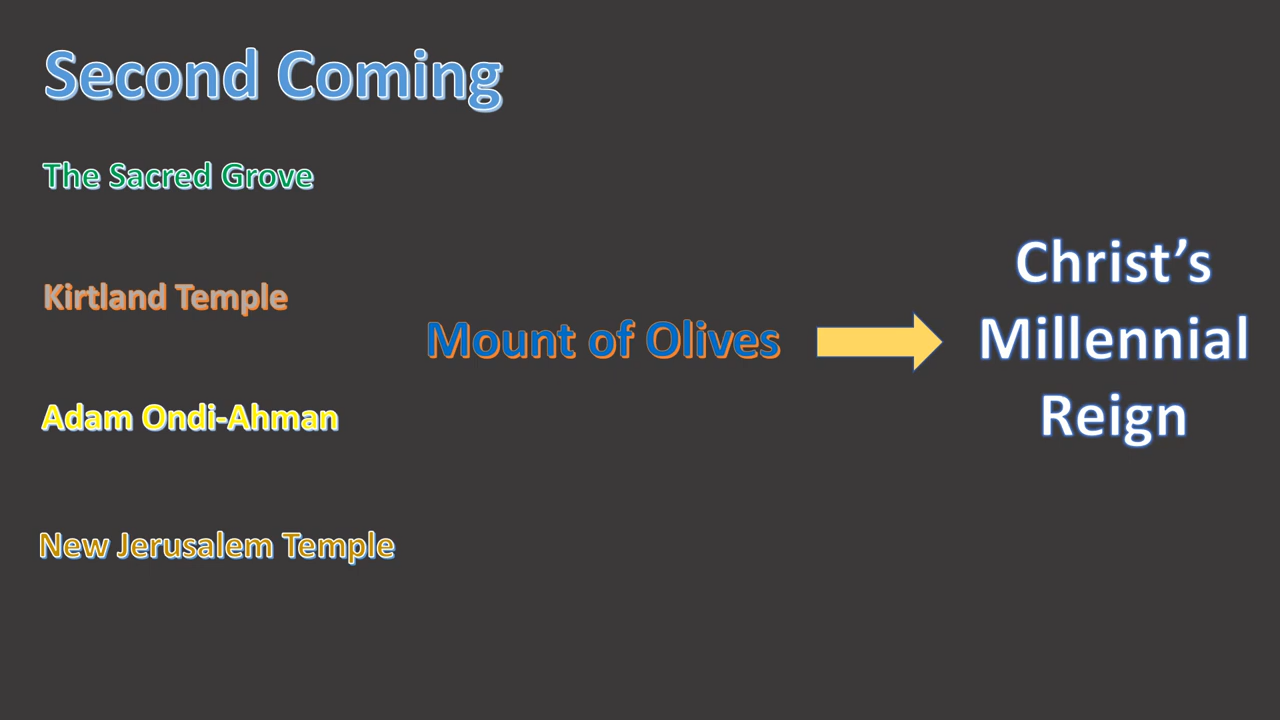 Second Coming
The Sacred Grove
Kirtland Temple
Mount of Olives
Adam Ondi-Ahman
New Jerusalem Temple
Christ’s
Millennial
Reign